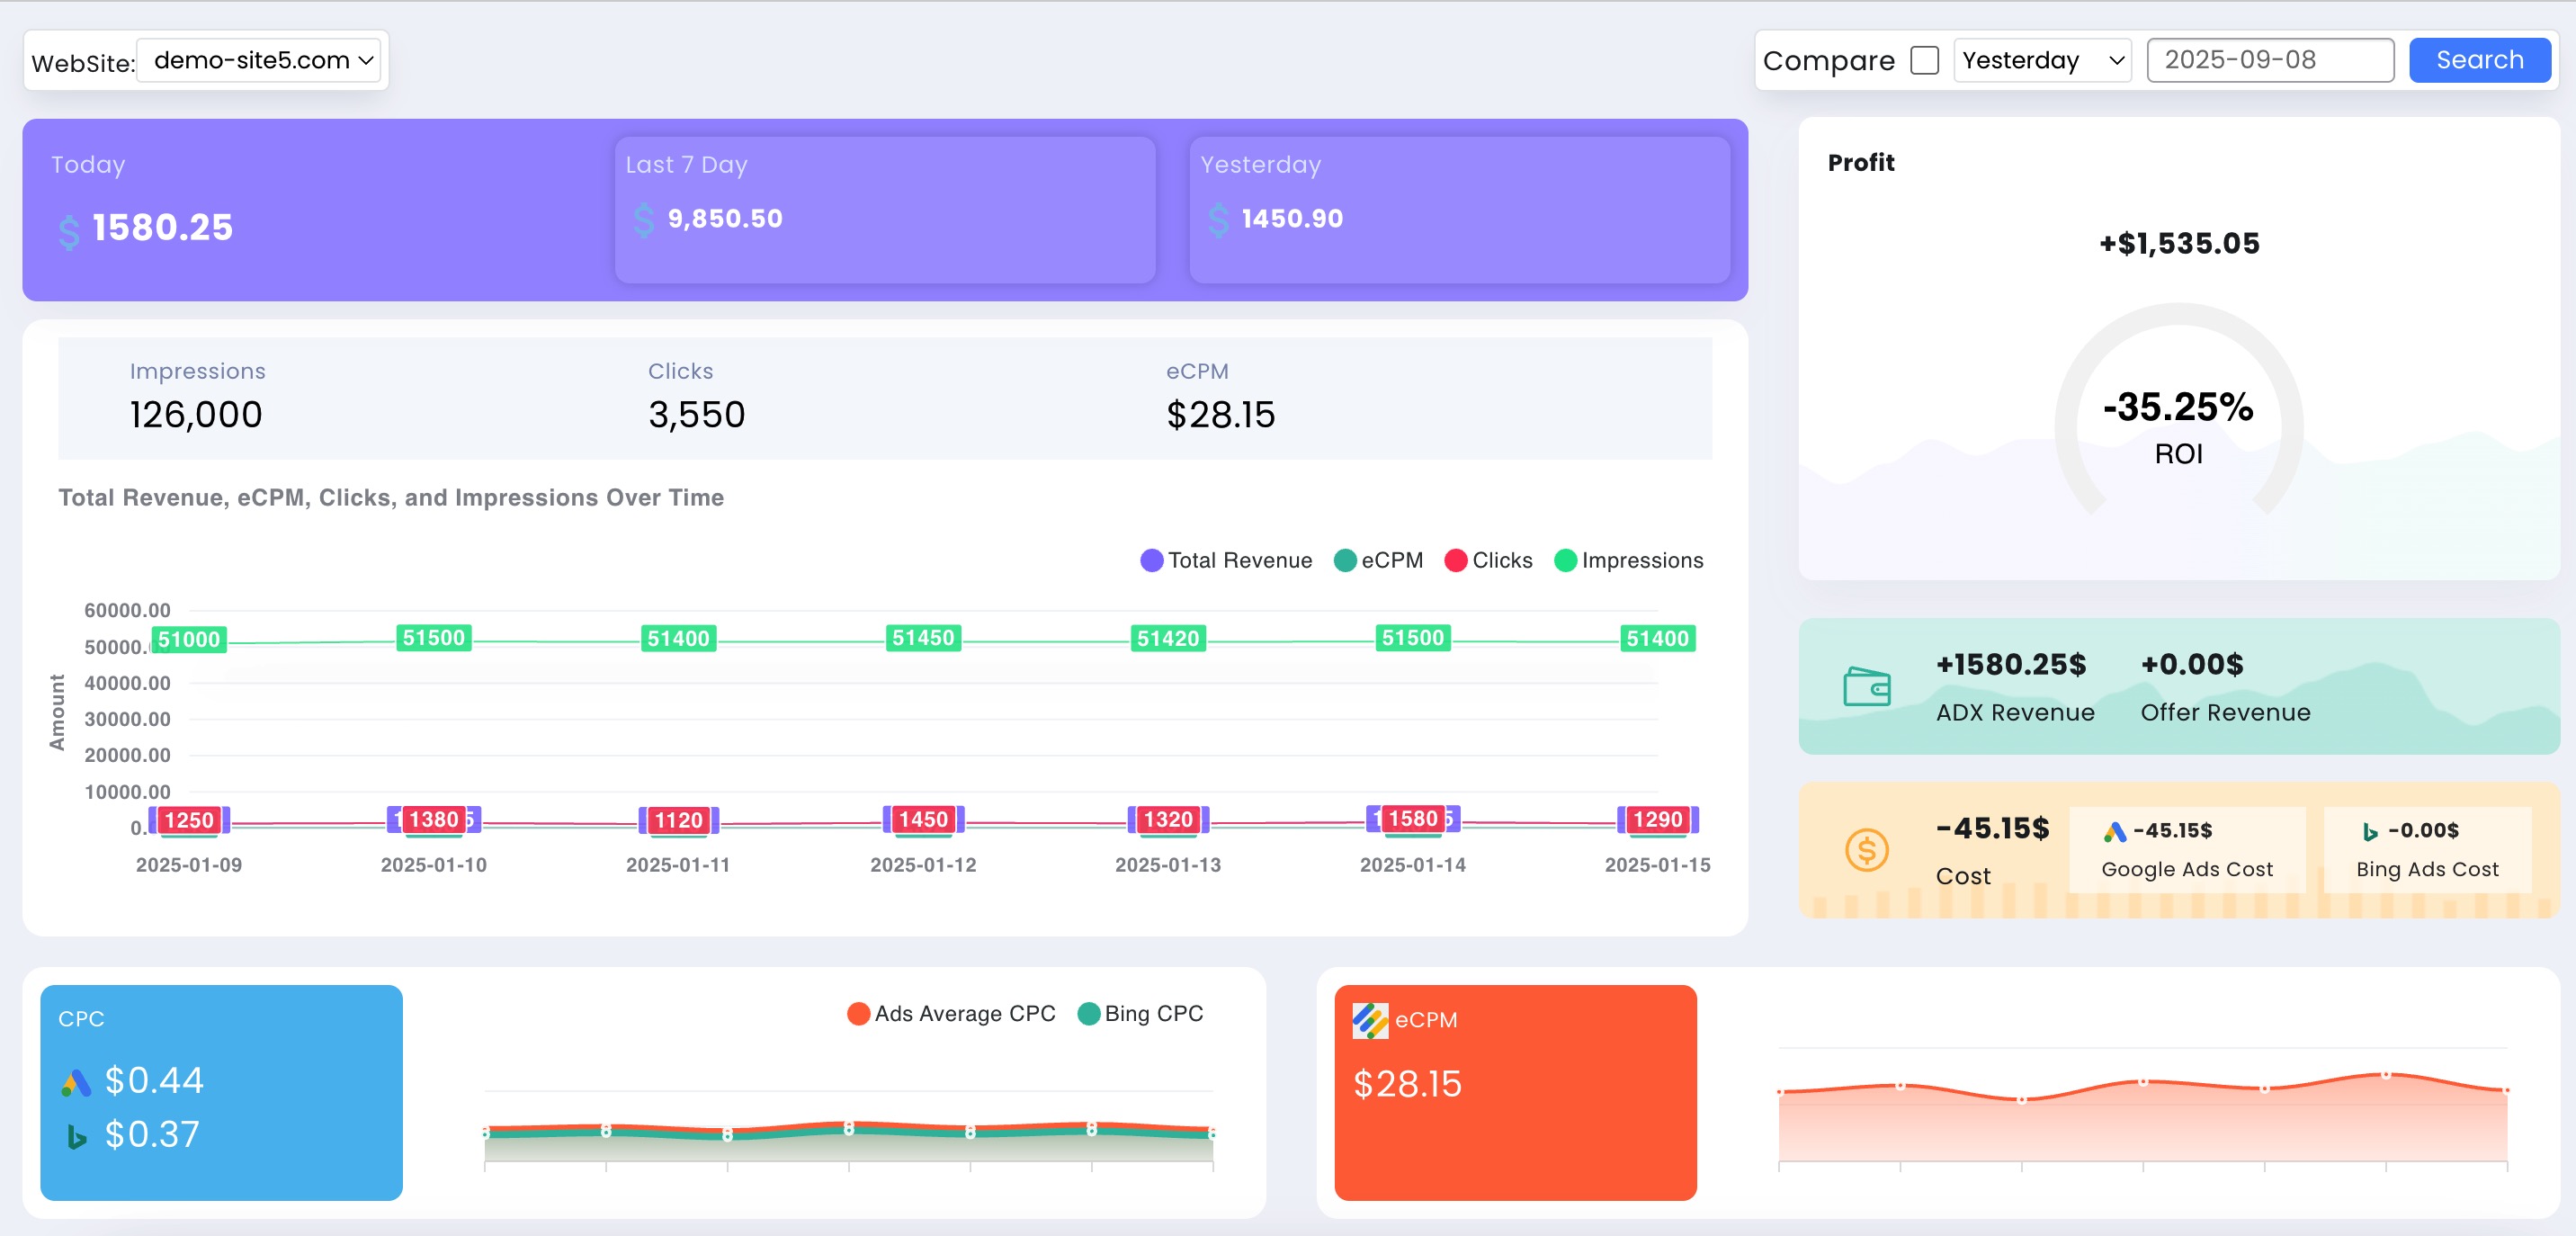 WebSite: demo-site5.com
Compare Yesterday 2025-09-08 Search
Today
$ 1580.25
Last 7 Day
$ 9,850.50
Yesterday
$ 1450.90
Impressions
126,000
Clicks
3,550
eCPM
$28.15
Total Revenue, eCPM, Clicks, and Impressions Over Time
Total Revenue eCPM Clicks Impressions
Amount
60000.00
40000.00
30000.00
20000.00
10000.00
51000 51500 51400 51450 51420 51500 51400
1250 1380 1120 1450 1320 1580 1290
2025-01-09 2025-01-10 2025-01-11 2025-01-12 2025-01-13 2025-01-14 2025-01-15
Profit
+$1,535.05
-35.25%
ROI
+1580.25$
ADX Revenue
+0.00$
Offer Revenue
-45.15$
Cost
-45.15$
Google Ads Cost
-0.00$
Bing Ads Cost
CPC
$0.44
$0.37
Ads Average CPC Bing CPC
eCPM
$28.15